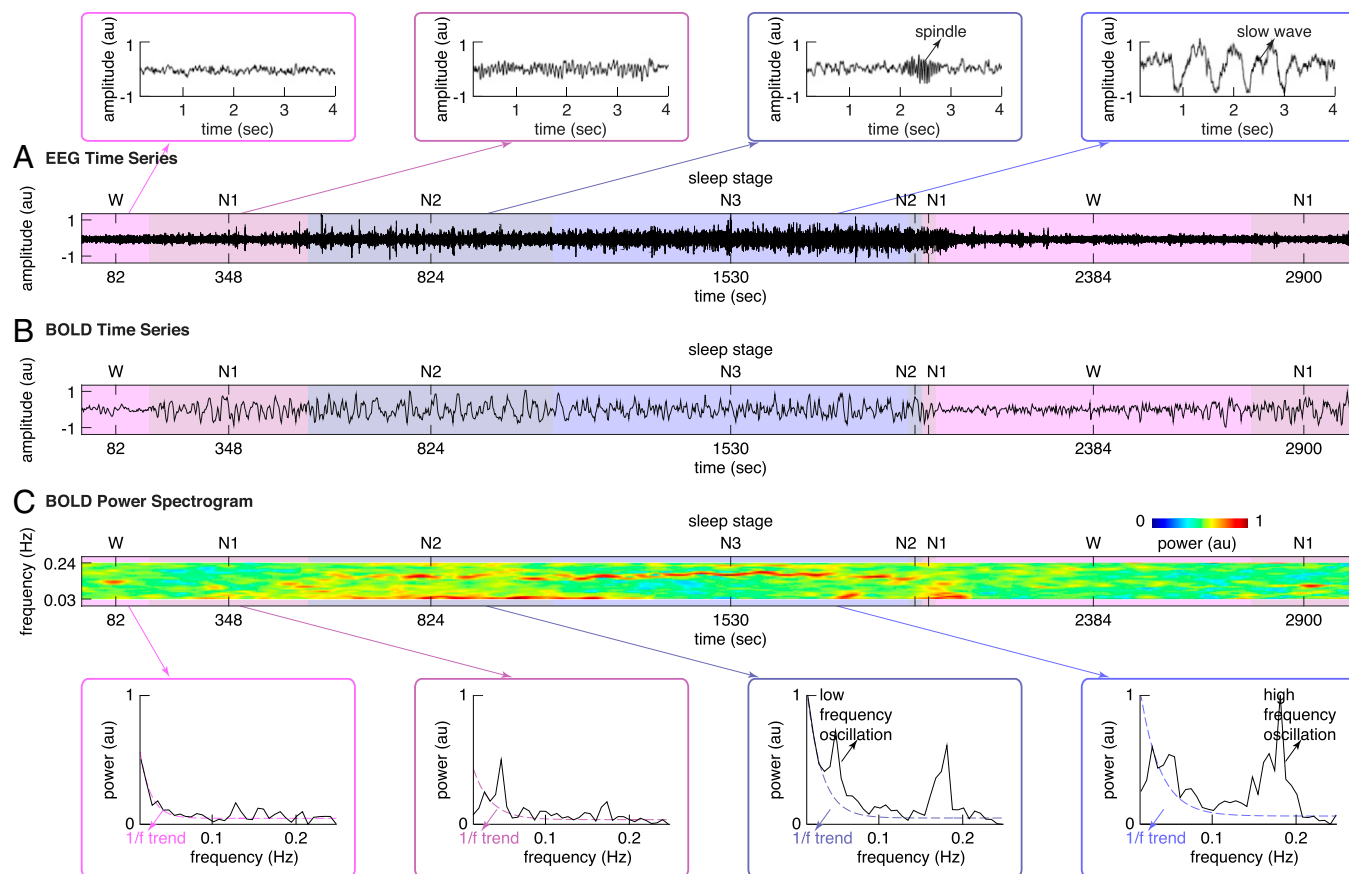 amplitude (au)
1
-1
1 2 3 4
time (sec)
amplitude (au)
1
-1
1 2 3 4
time (sec)
amplitude (au)
1
-1
spindle
1 2 3 4
time (sec)
amplitude (au)
1
-1
slow wave
1 2 3 4
time (sec)
A EEG Time Series
sleep stage
W N1 N2 N3 N2 N1 W N1
amplitude (au)
1
-1
82 348 824 1530 2384 2900
time (sec)
B BOLD Time Series
sleep stage
W N1 N2 N3 N2 N1 W N1
amplitude (au)
1
-1
82 348 824 1530 2384 2900
time (sec)
C BOLD Power Spectrogram
sleep stage
0 1
power (au)
W N1 N2 N3 N2 N1 W N1
frequency (Hz)
0.24
0.03
82 348 824 1530 2384 2900
time (sec)
power (au)
1
0
1/f trend
0.1 0.2
frequency (Hz)
power (au)
1
0
1/f trend
0.1 0.2
frequency (Hz)
power (au)
1
0
low
frequency
oscillation
1/f trend
0.1 0.2
frequency (Hz)
power (au)
1
0
high
frequency
oscillation
1/f trend
0.1 0.2
frequency (Hz)